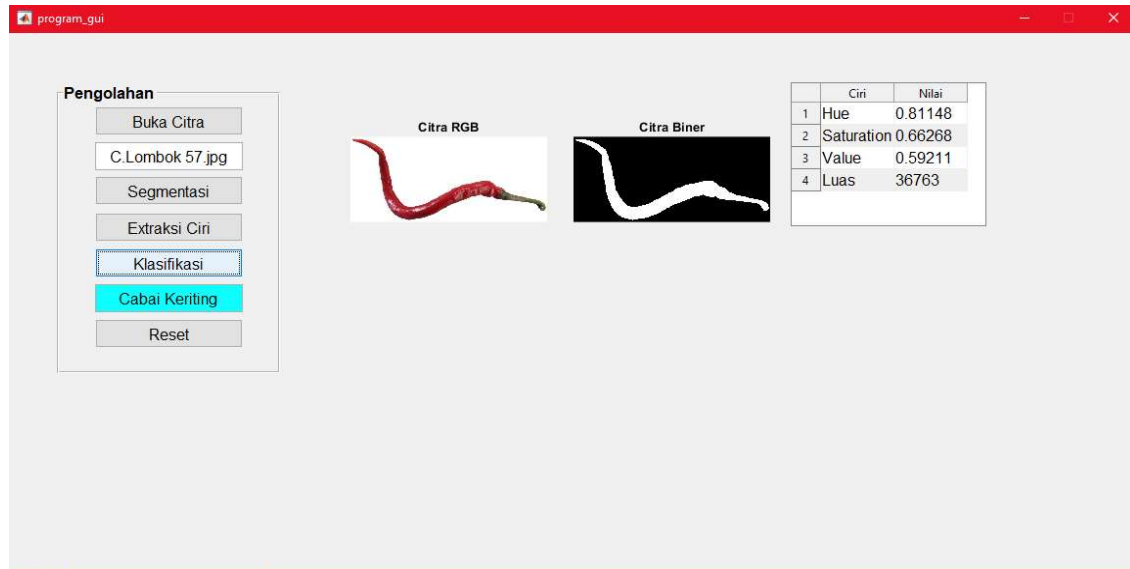 program_gui
Pengolahan
Buka Citra
C.Lombok 57.jpg
Segmentasi
Extraksi Ciri
Klasifikasi
Cabai Keriting
Reset
Citra RGB
Citra Biner
Ciri Nilai
1 Hue 0.81148
2 Saturation 0.66268
3 Value 0.59211
4 Luas 36763